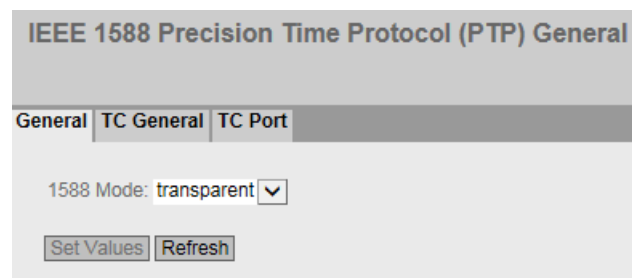 IEEE 1588 Precision Time Protocol (PTP) General
General TC General TC Port
1588 Mode: transparent
Set Values Refresh